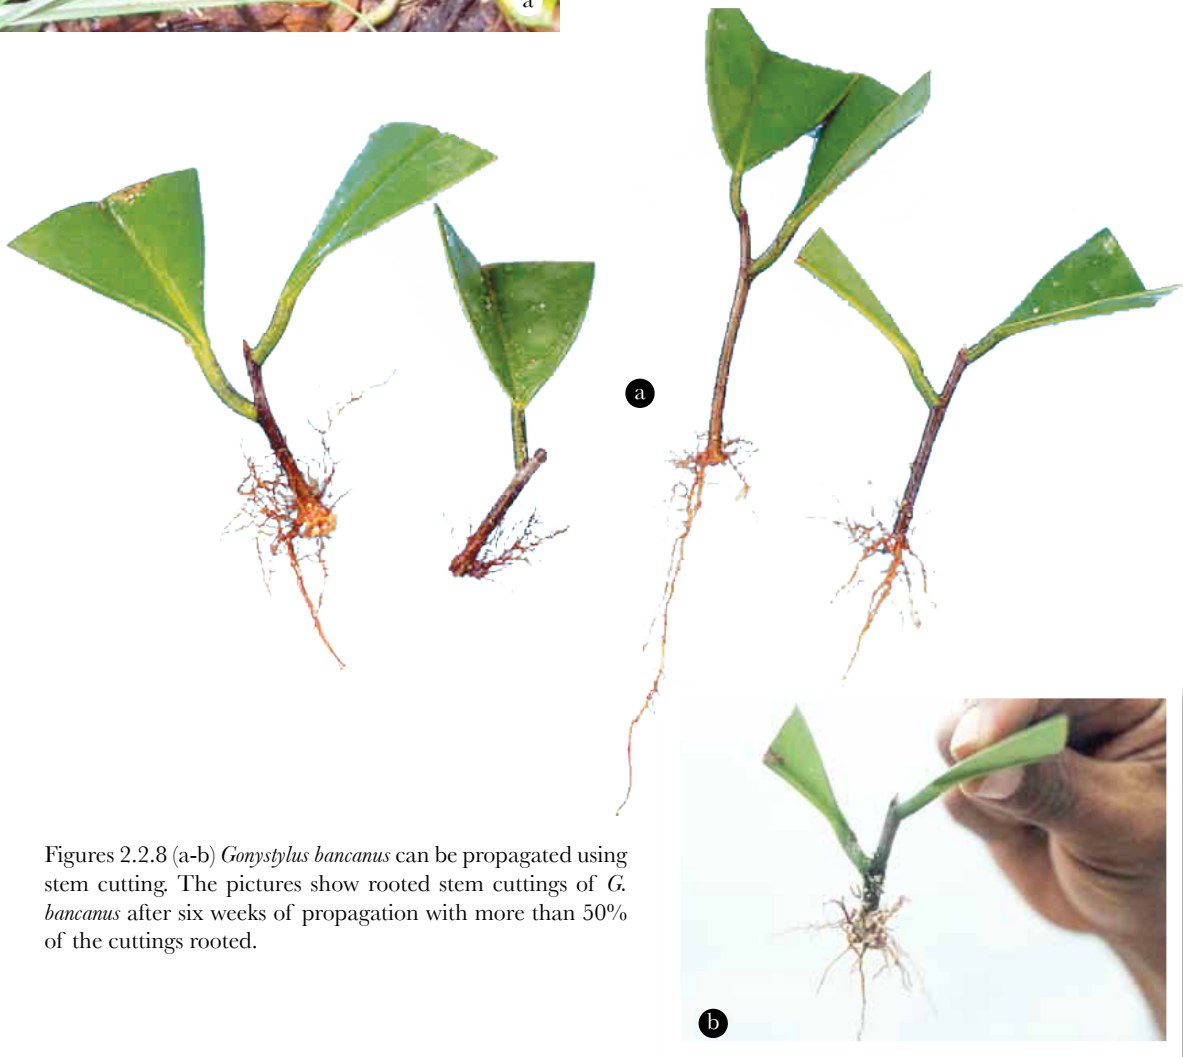 a
a
Figures 2.2.8 (a-b) Gonystylus bancanus can be propagated using
stem cutting. The pictures show rooted stem cuttings of G.
bancanus after six weeks of propagation with more than 50%
of the cuttings rooted.
b